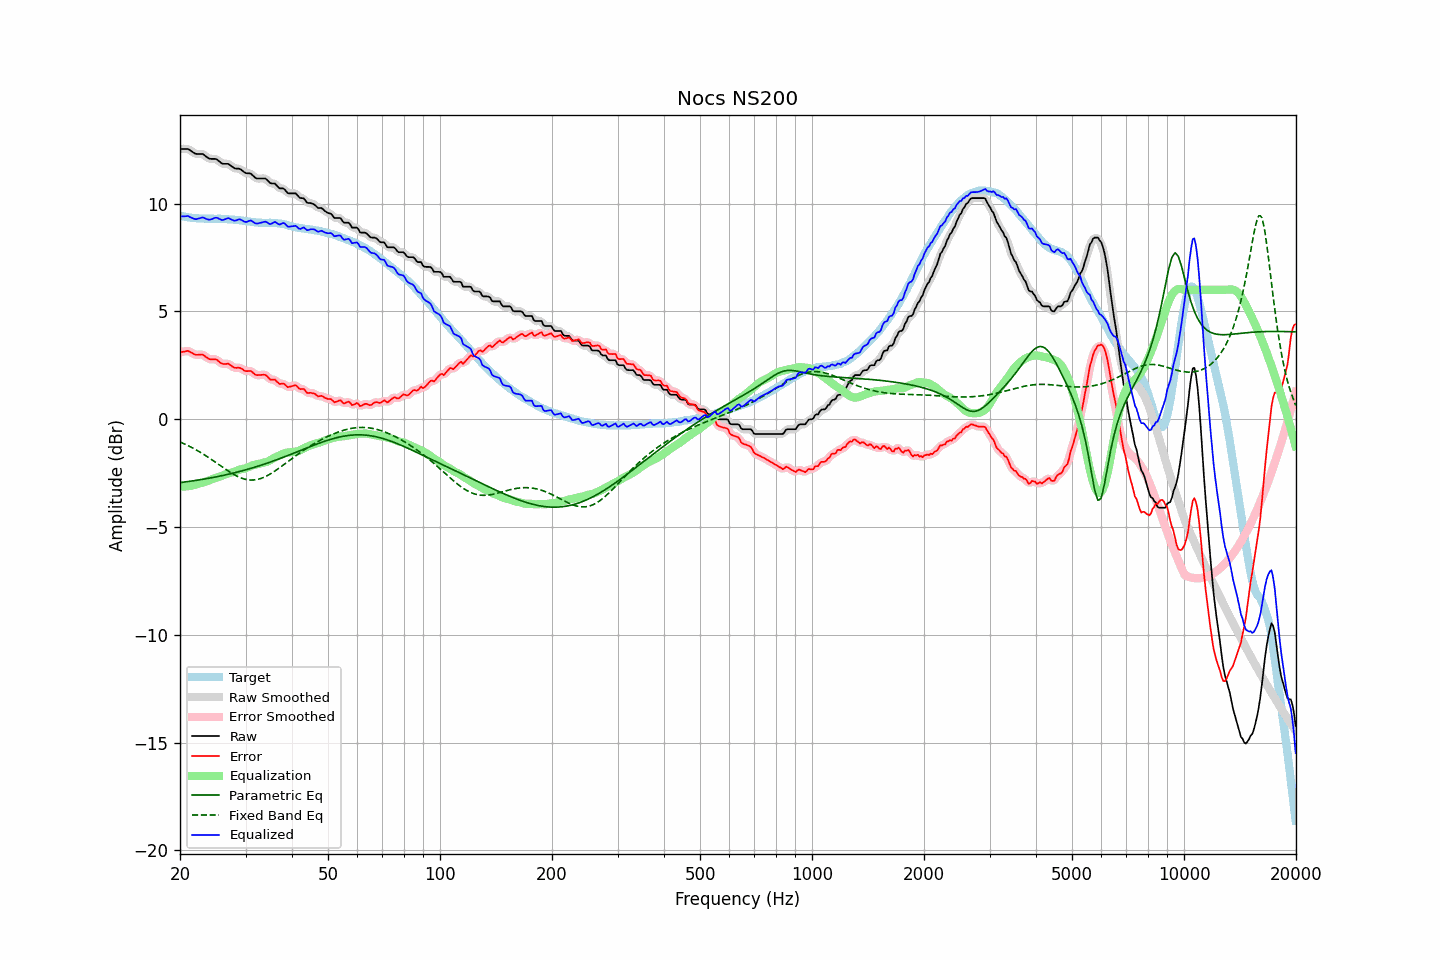 Nocs NS200
Amplitude (dBr)
10
5
0
−5
−10
−15
−20
Target
Raw Smoothed
Error Smoothed
Raw
Error
Equalization
Parametric Eq
Fixed Band Eq
Equalized
20 50 100 200 500 1000 2000 5000 10000 20000
Frequency (Hz)